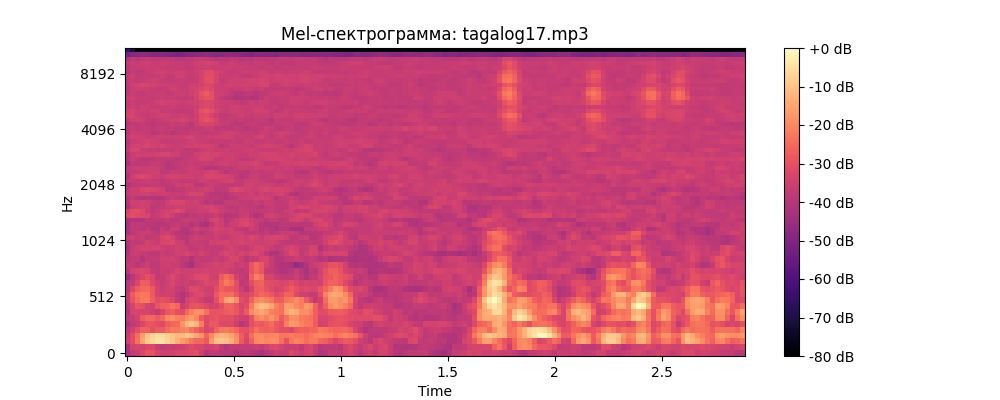 Mel-спектрограмма: tagalog17.mp3
+0 dB
8192
-10 dB
-20 dB
4096
-30 dB
2048
Hz
-40 dB
1024
-50 dB
-60 dB
512
-70 dB
0
-80 dB
0 0.5 1 1.5 2 2.5
Time